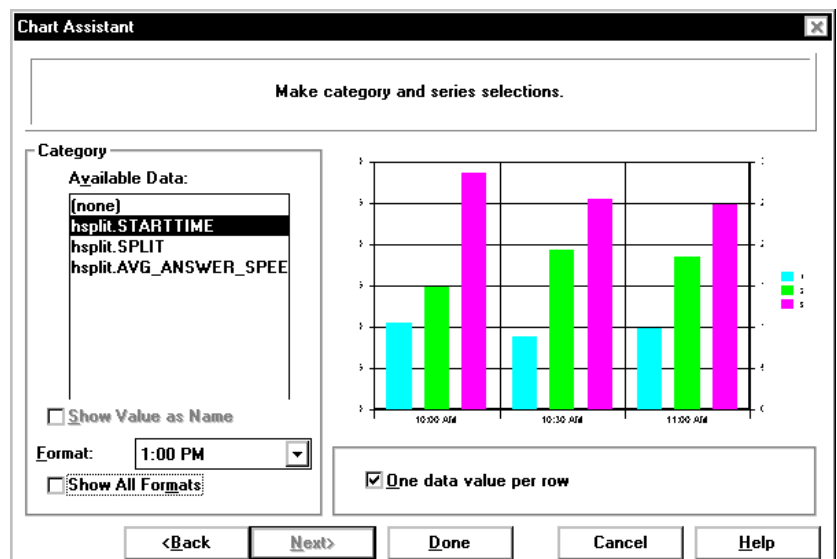 Chart Assistant
Make category and series selections.
Category
Available Data:
(none)
hsplit.STARTTIME
hsplit.SPLIT
hsplit.AVG_ANSWER_SPEE
Show Value as Name
Format:
1:00 PM
Show All Formats
10:00 AM
10:30 AM
11:00 AM
One data value per row
<Back
Next>
Done
Cancel
Help